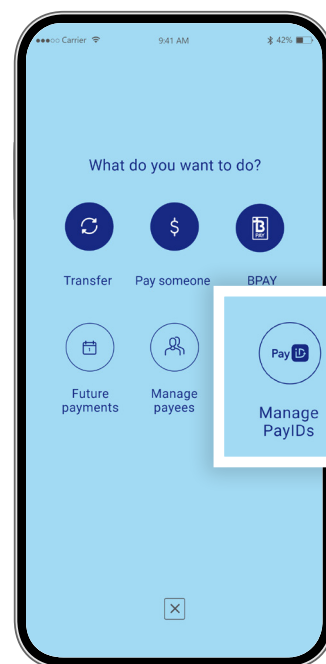 Carrier 9:41 AM 42%
What do you want to do?
$ B PAY
Transfer Pay someone BPAY
Pay iD
Future payments
Manage payees
Manage PayIDs